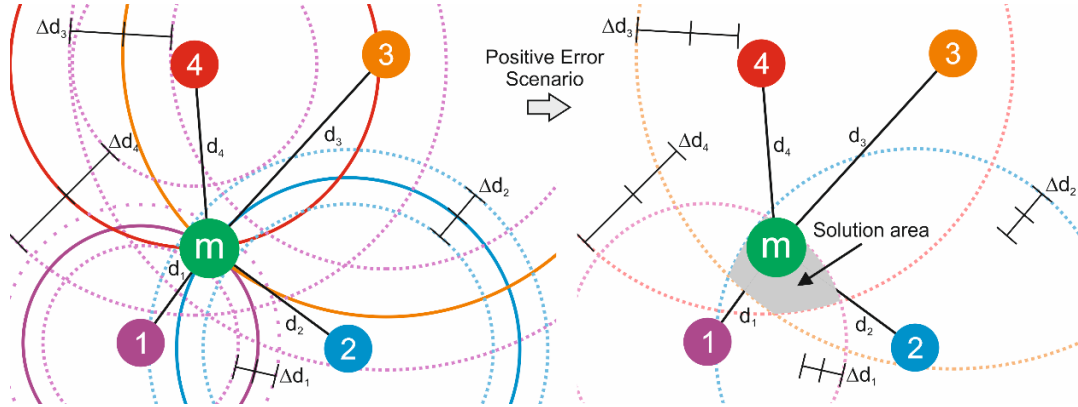 Δd3
4
3
d4
d3
Δd4
Δd2
m
d1
1
d2
2
Δd1
Positive Error
Scenario
Δd3
4
3
d4
d3
Δd4
Δd2
m
Solution area
d1
1
d2
2
Δd1